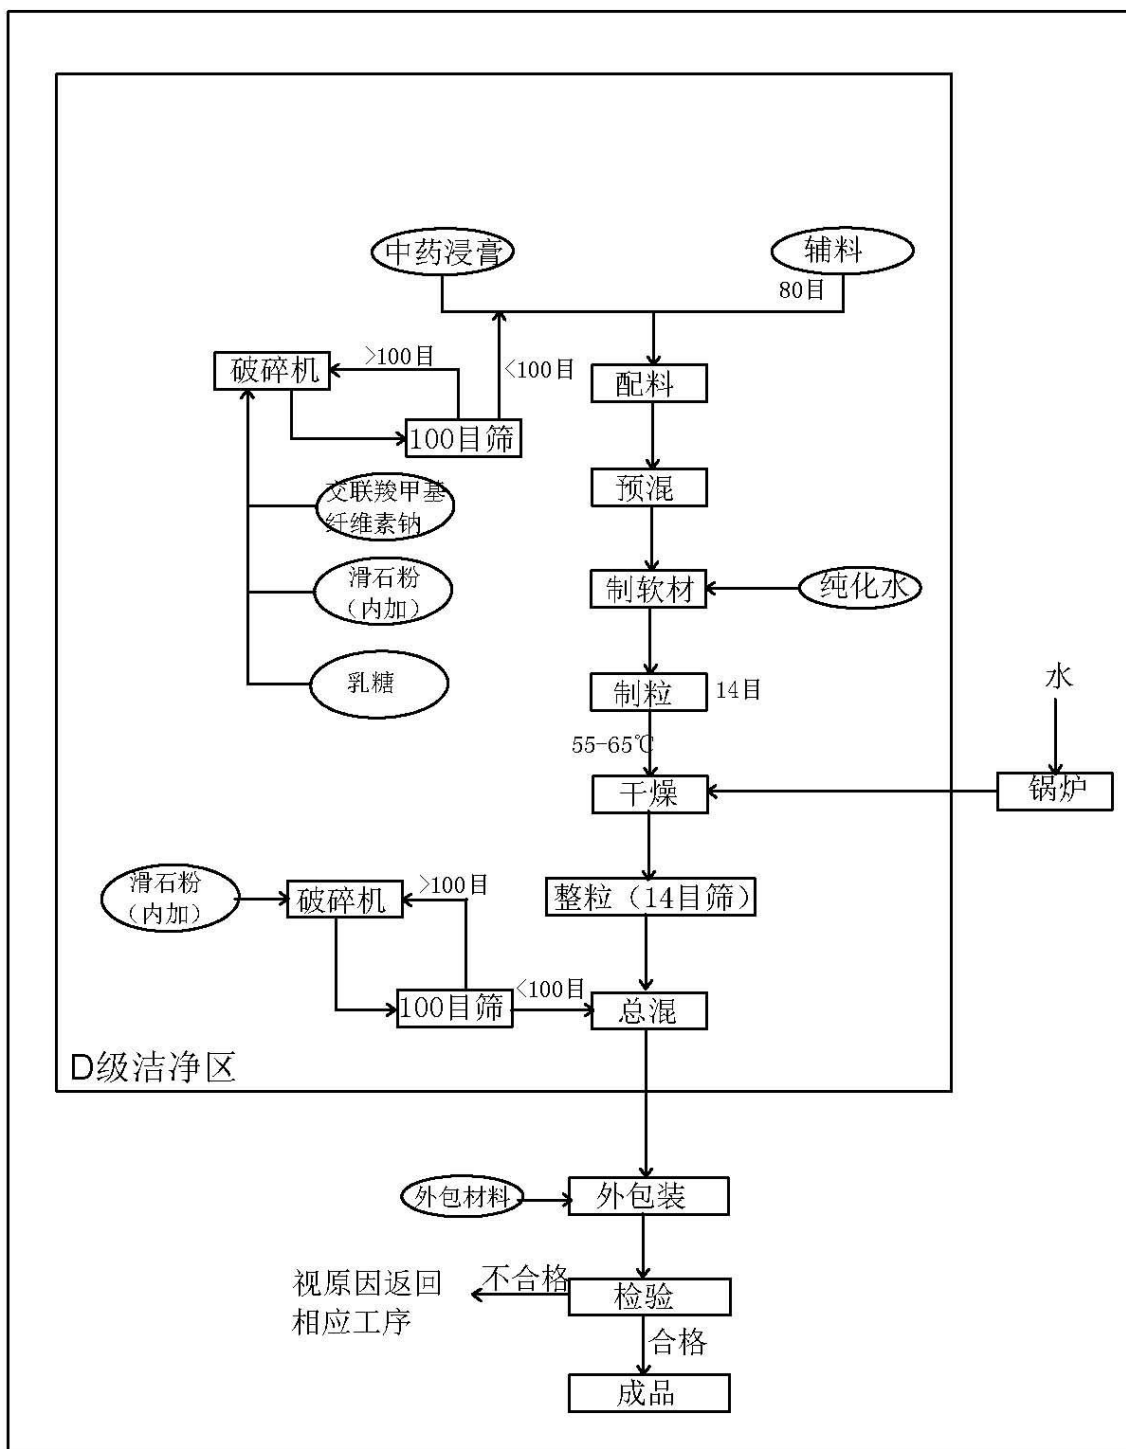 中药浸膏
辅料
80目
破碎机
>100目
<100目
配料
100目筛
交联羧甲基
纤维素钠
预混
滑石粉
（内加）
制软材
纯化水
乳糖
制粒
14目
水
55-65℃
干燥
锅炉
滑石粉
（内加）
破碎机
>100目
整粒（14目筛）
100目筛
<100目
总混
D级洁净区
外包材料
外包装
视原因返回
相应工序
不合格
检验
合格
成品